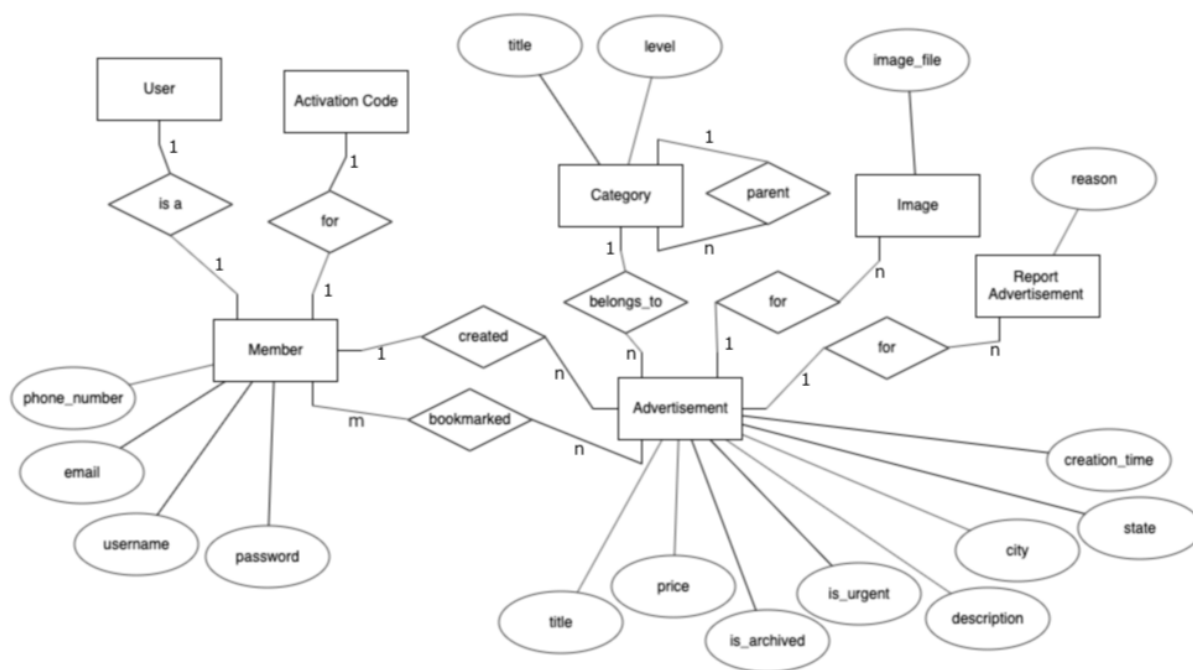 title
level
image_file
User
Activation Code
1
1
1
reason
is a
for
Category
parent
Image
1
1
1
n
n
Report
Advertisement
belongs_to
for
Member
created
for
1
n
1
n
n
1
phone_number
m
bookmarked
n
Advertisement
email
creation_time
username
password
state
city
title
price
is_urgent
description
is_archived